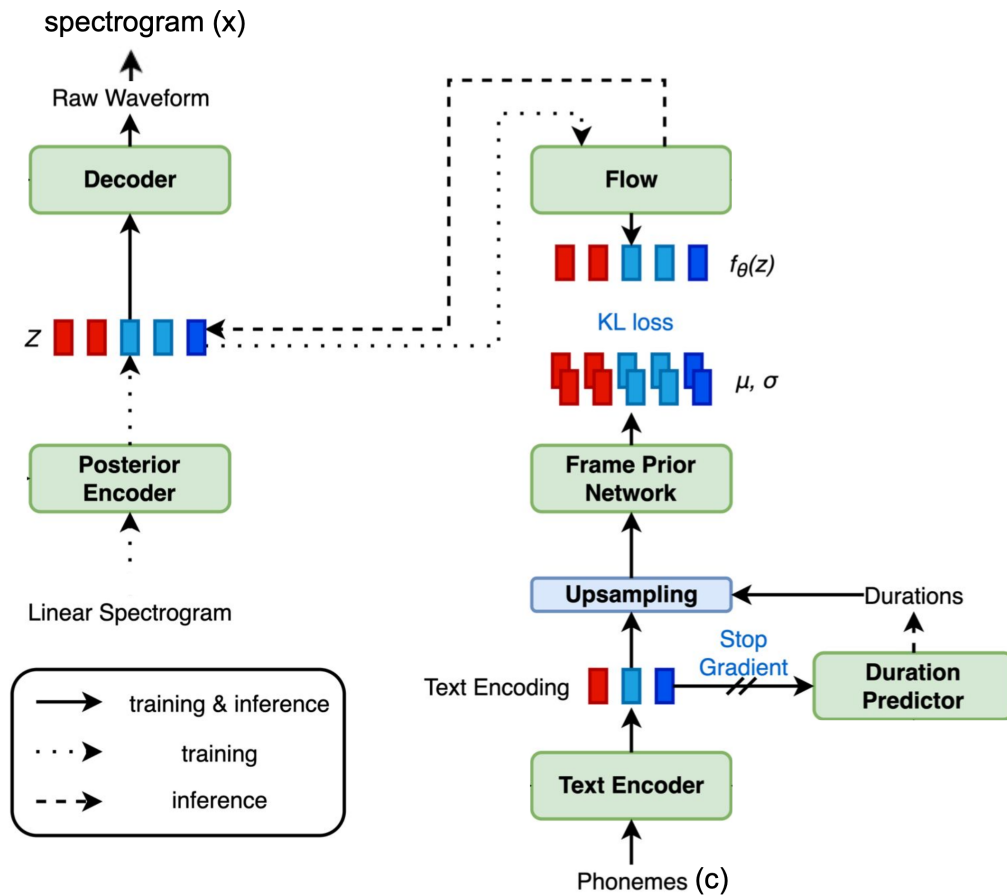 spectrogram (x)
Raw Waveform
Decoder
Z
Posterior
Encoder
Linear Spectrogram
training & inference
training
inference
Flow
fθ(z)
KL loss
μ, σ
Frame Prior
Network
Upsampling
Durations
Stop
Gradient
Text Encoding
Duration
Predictor
Text Encoder
Phonemes (c)